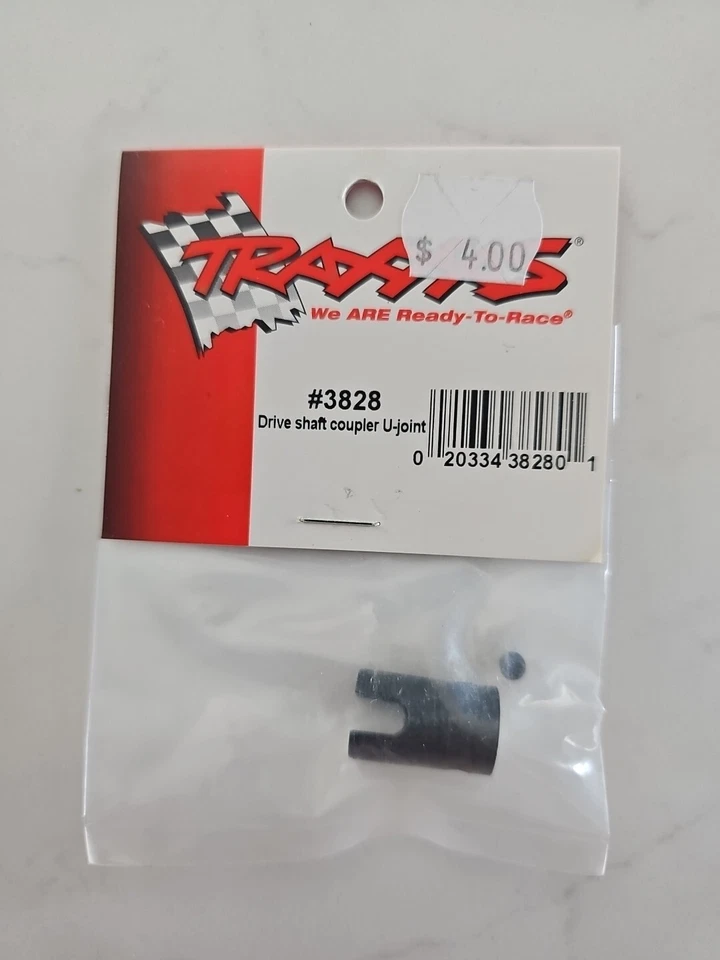 TRAXXAS®
$ 4.00
We ARE Ready-To-Race®
#3828
Drive shaft coupler U-joint
0 20334 38280 1